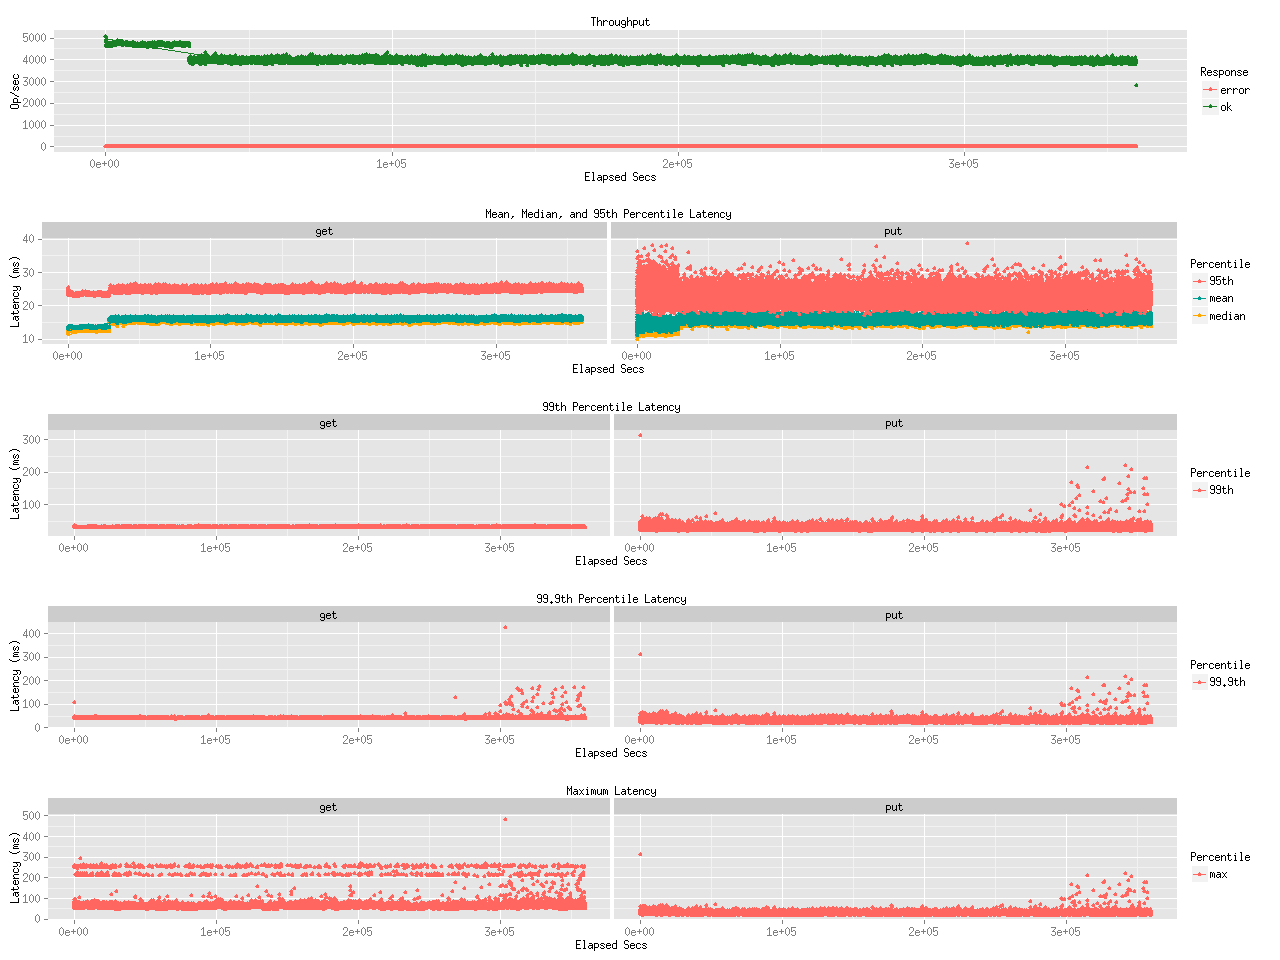 Throughput
5000
4000
3000
2000
1000
0
Op/sec
0e+00 1e+05 2e+05 3e+05
Elapsed Secs
Response
error
ok
Mean, Median, and 95th Percentile Latency
get put
40
30
20
10
Latency (ms)
0e+00 1e+05 2e+05 3e+05 0e+00 1e+05 2e+05 3e+05
Elapsed Secs
Percentile
95th
mean
median
99th Percentile Latency
get put
300
200
100
Latency (ms)
0e+00 1e+05 2e+05 3e+05 0e+00 1e+05 2e+05 3e+05
Elapsed Secs
Percentile
99th
99.9th Percentile Latency
get put
400
300
200
100
0
Latency (ms)
0e+00 1e+05 2e+05 3e+05 0e+00 1e+05 2e+05 3e+05
Elapsed Secs
Percentile
99.9th
Maximum Latency
get put
500
400
300
200
100
0
Latency (ms)
0e+00 1e+05 2e+05 3e+05 0e+00 1e+05 2e+05 3e+05
Elapsed Secs
Percentile
max